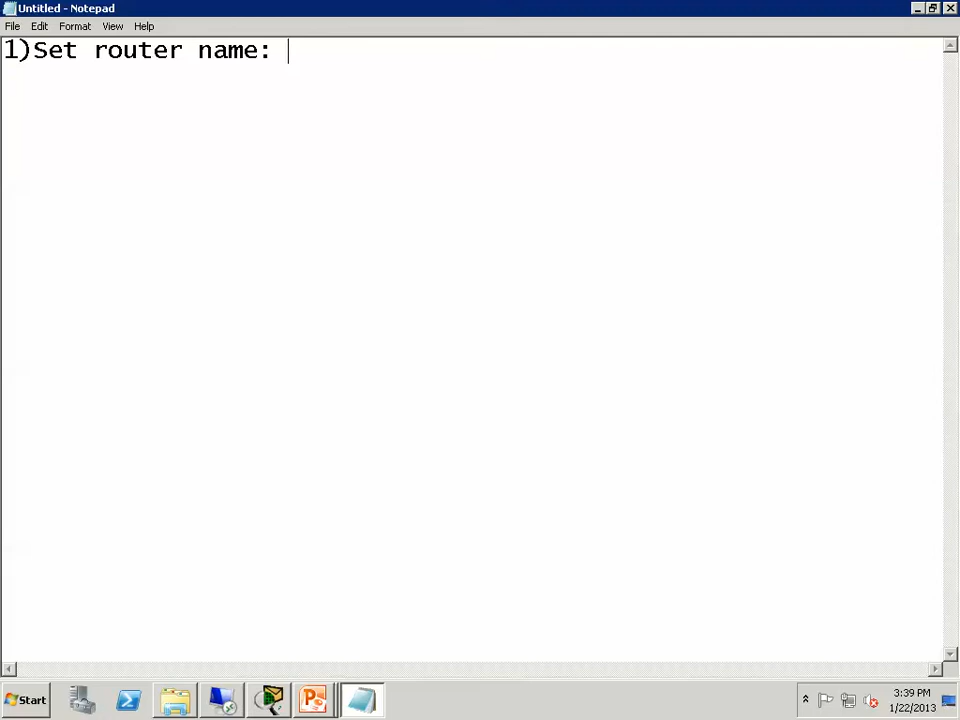 Untitled - Notepad
File Edit Format View Help
1)Set router name:
Start
3:39 PM
1/22/2013